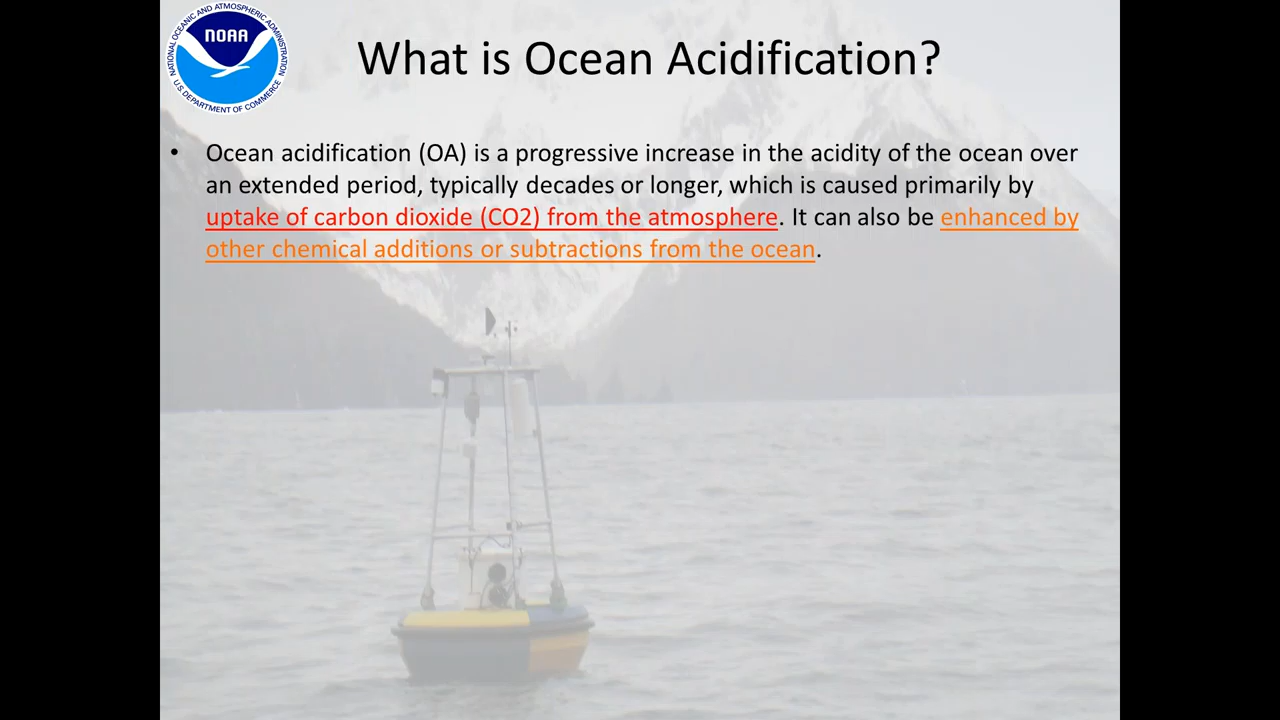 NATIONAL OCEANIC AND ATMOSPHERIC ADMINISTRATION
NOAA
U.S. DEPARTMENT OF COMMERCE
What is Ocean Acidification?
• Ocean acidification (OA) is a progressive increase in the acidity of the ocean over
an extended period, typically decades or longer, which is caused primarily by
uptake of carbon dioxide (CO2) from the atmosphere. It can also be enhanced by
other chemical additions or subtractions from the ocean.